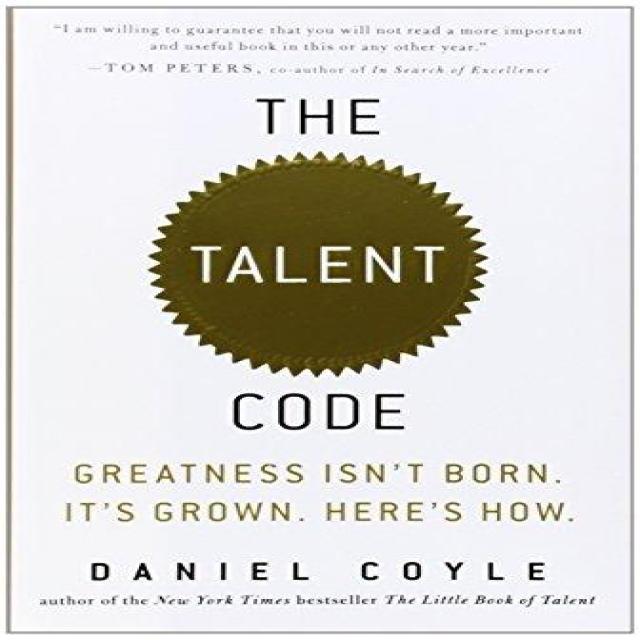 "I am willing to guarantee that you will not read a more important
and useful book in this or any other year."
—TOM PETERS, co-author of In Search of Excellence
THE
TALENT
CODE
GREATNESS ISN'T BORN.
IT'S GROWN. HERE'S HOW.
DANIEL COYLE
author of the New York Times bestseller The Little Book of Talent